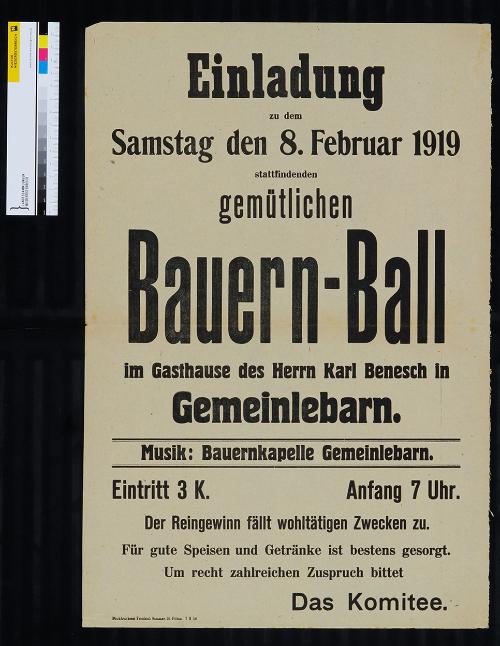 Einladung
zu dem
Samstag den 8. Februar 1919
stattfindenden
gemütlichen
Bauern-Ball
im Gasthause des Herrn Karl Benesch in
Gemeinlebarn.
Musik: Bauernkapelle Gemeinlebarn.
Eintritt 3 K. Anfang 7 Uhr.
Der Reingewinn fällt wohltätigen Zwecken zu.
Für gute Speisen und Getränke ist bestens gesorgt.
Um recht zahlreichen Zuspruch bittet
Das Komitee.